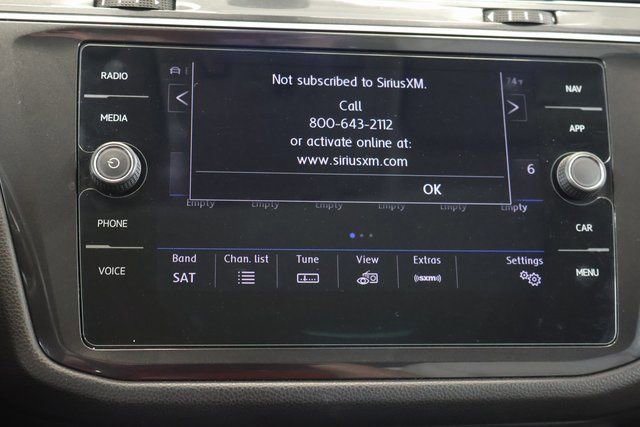 RADIO
MEDIA
PHONE
VOICE
Not subscribed to SiriusXM.
Call
800-643-2112
or activate online at:
www.siriusxm.com
OK
74°F
6
Empty Empty Empty Empty Empty Empty
Band Chan. list Tune View Extras Settings
SAT
((sxm))
NAV
APP
CAR
MENU